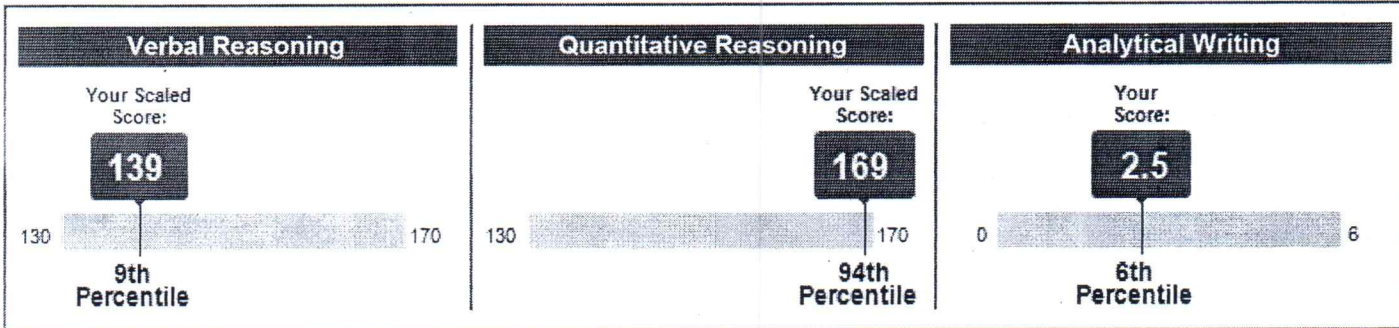 Verbal Reasoning
Your Scaled
Score:
139
130
170
9th
Percentile
Quantitative Reasoning
Your Scaled
Score:
169
130
170
94th
Percentile
Analytical Writing
Your
Score:
2.5
0
6
6th
Percentile